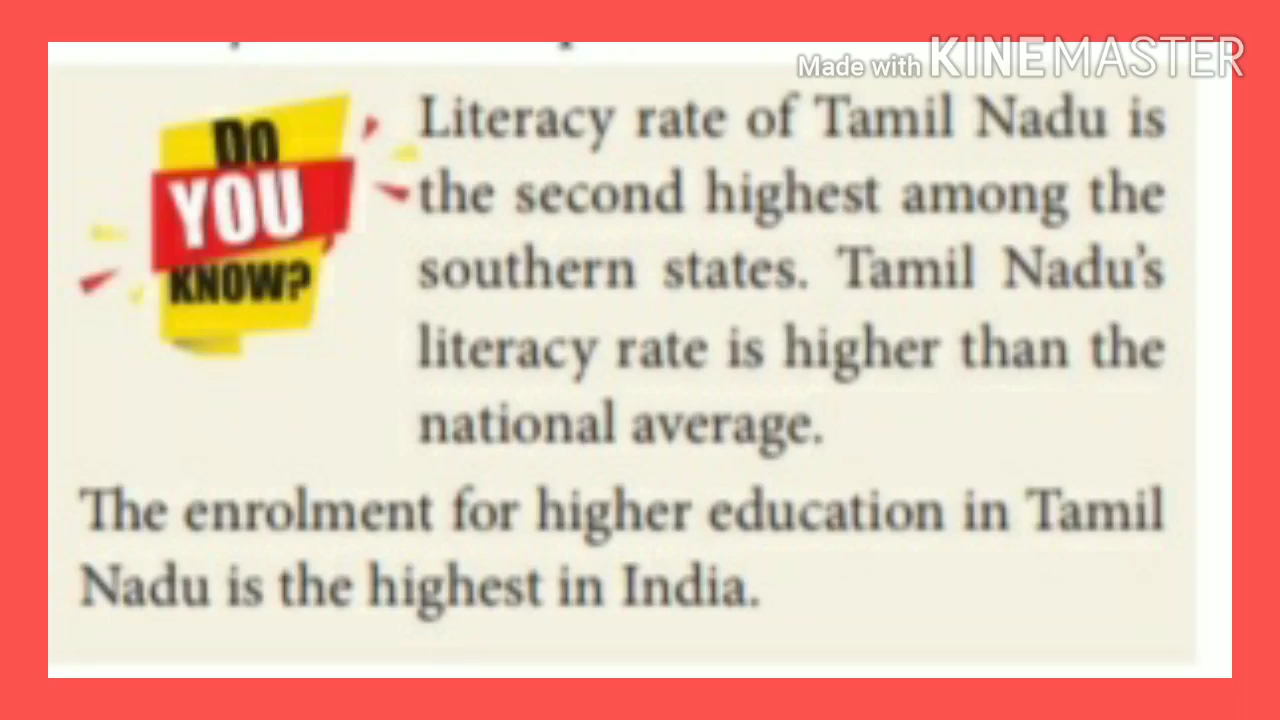 Made with KINEMASTER
DO
YOU
KNOW?
Literacy rate of Tamil Nadu is
the second highest among the
southern states. Tamil Nadu's
literacy rate is higher than the
national average.
The enrolment for higher education in Tamil
Nadu is the highest in India.